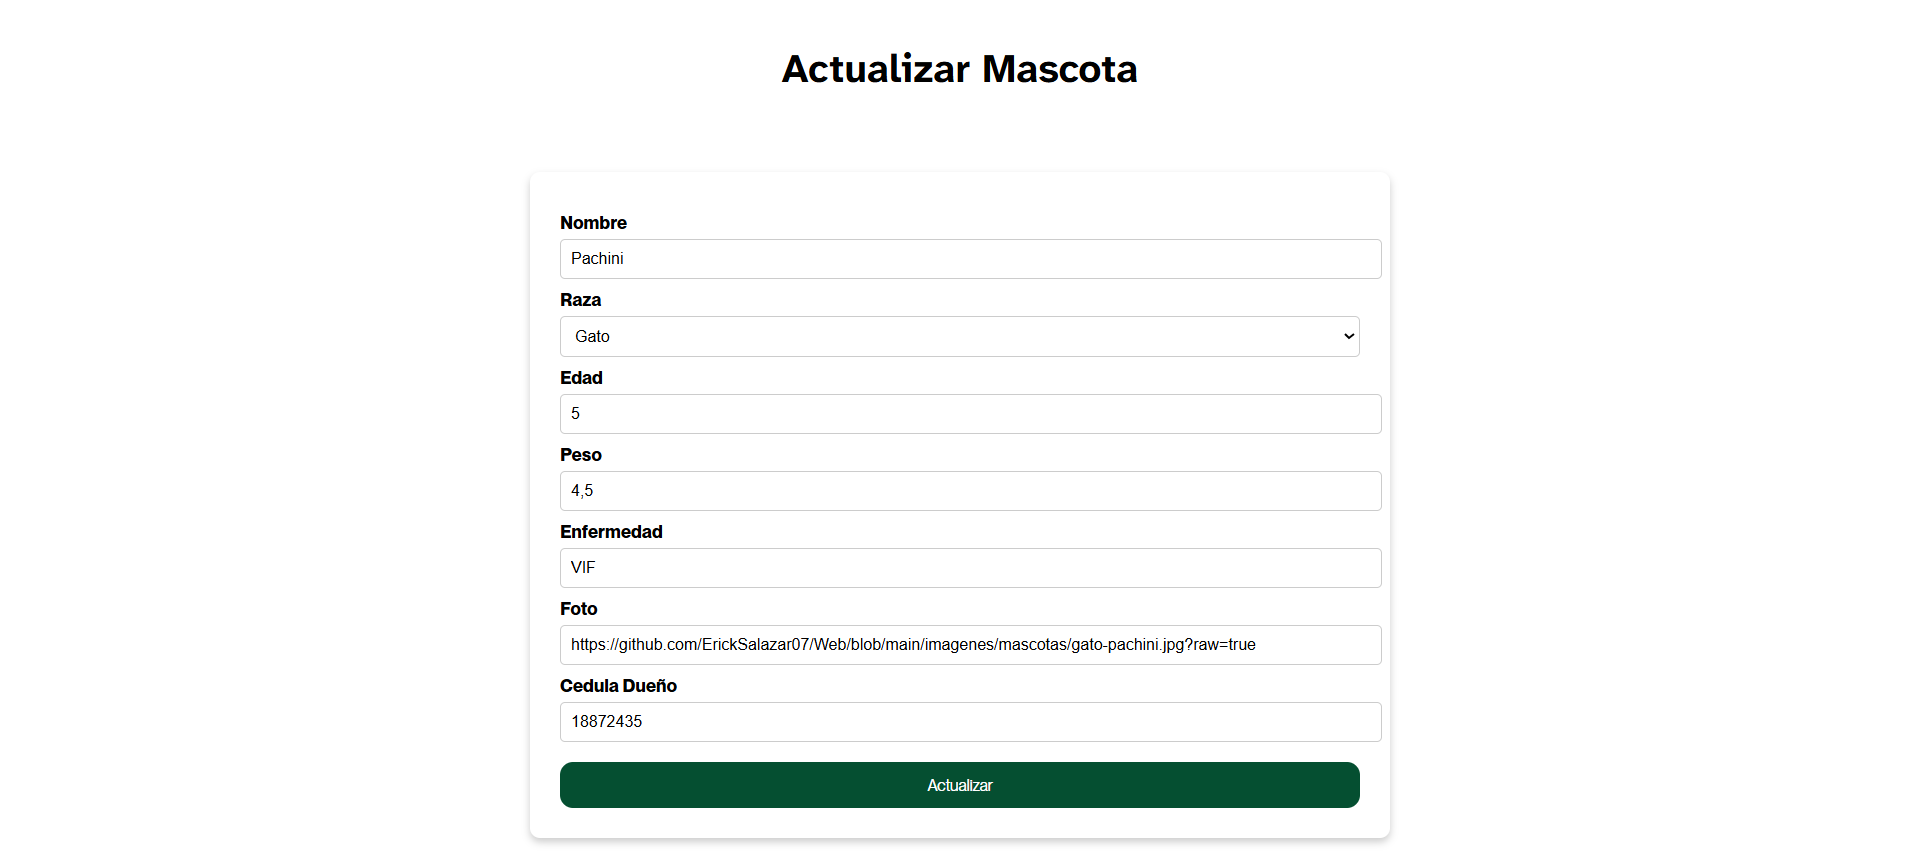 Actualizar Mascota
Nombre
Pachini
Raza
Gato
Edad
5
Peso
4,5
Enfermedad
VIF
Foto
https://github.com/ErickSalazar07/Web/blob/main/imagenes/mascotas/gato-pachini.jpg?raw=true
Cedula Dueño
18872435
Actualizar